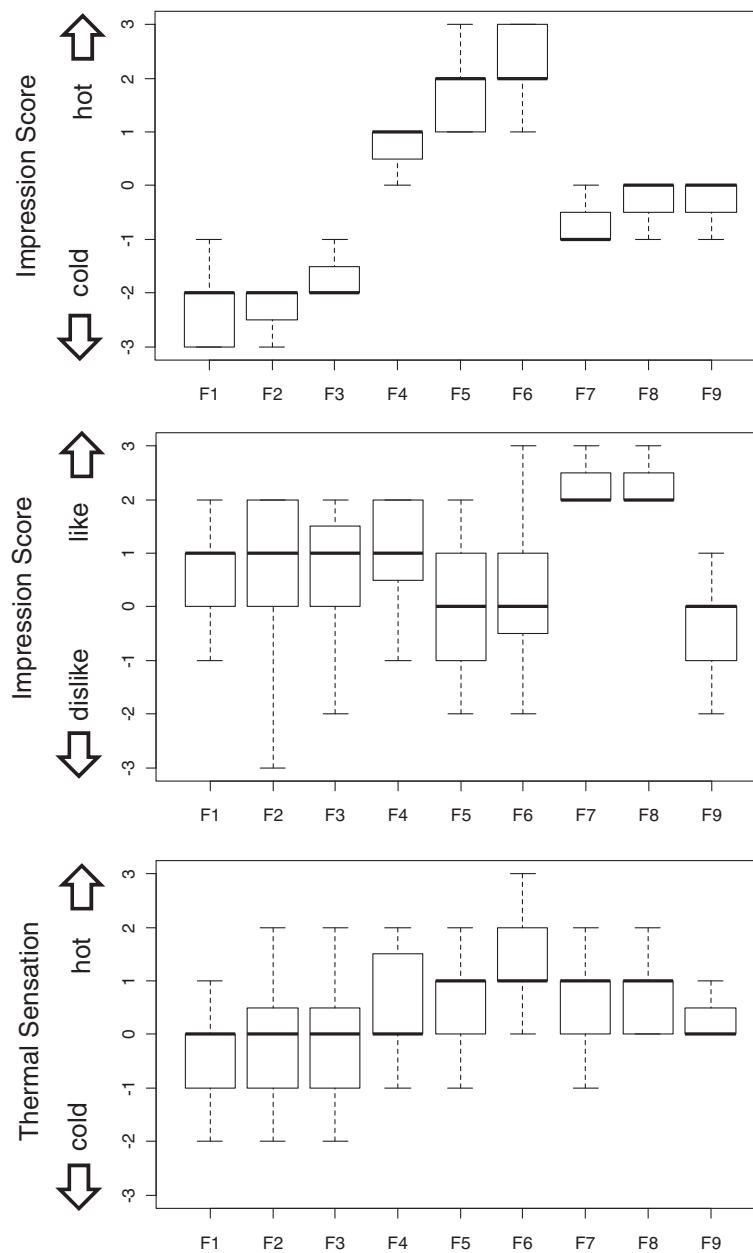 Impression Score
hot
cold
3
2
1
0
-1
-2
-3
F1 F2 F3 F4 F5 F6 F7 F8 F9
Impression Score
like
dislike
3
2
1
0
-1
-2
-3
F1 F2 F3 F4 F5 F6 F7 F8 F9
Thermal Sensation
hot
cold
3
2
1
0
-1
-2
-3
F1 F2 F3 F4 F5 F6 F7 F8 F9